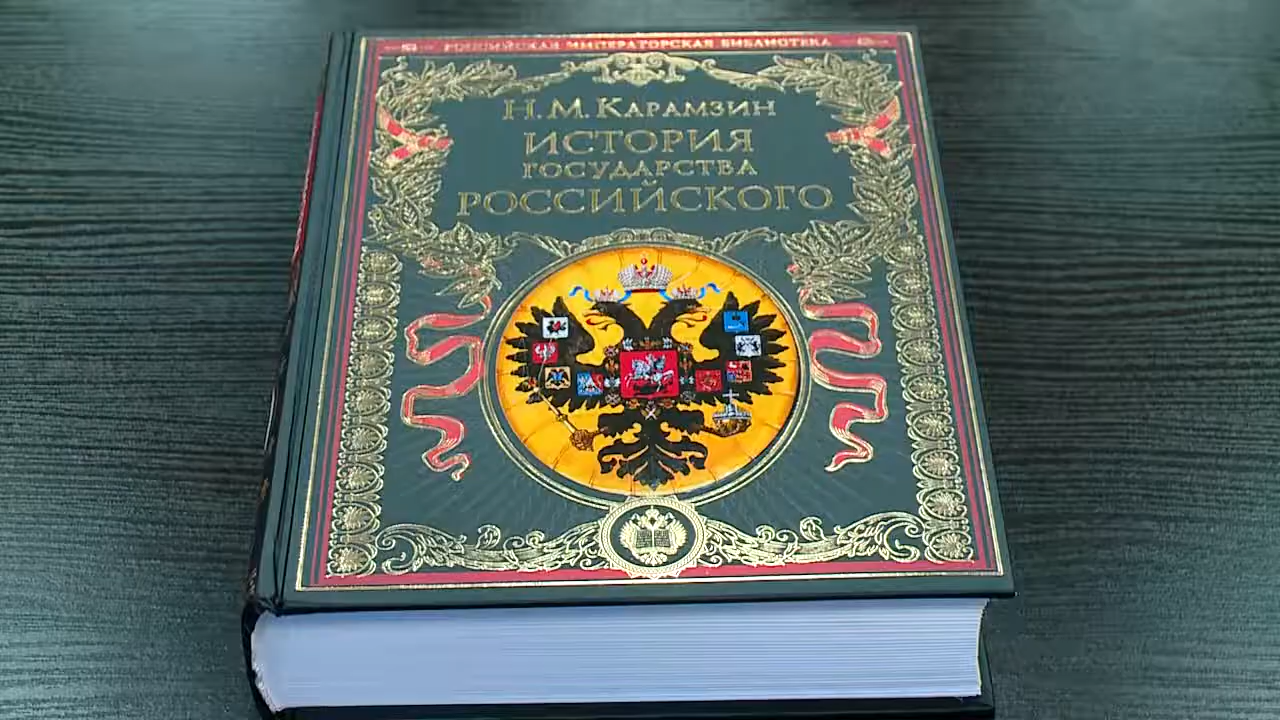 РОССИЙСКАЯ ИМПЕРАТОРСКАЯ БИБЛИОТЕКА
Н.М. КАРАМЗИН
ИСТОРИЯ
ГОСУДАРСТВА
РОССИЙСКОГО